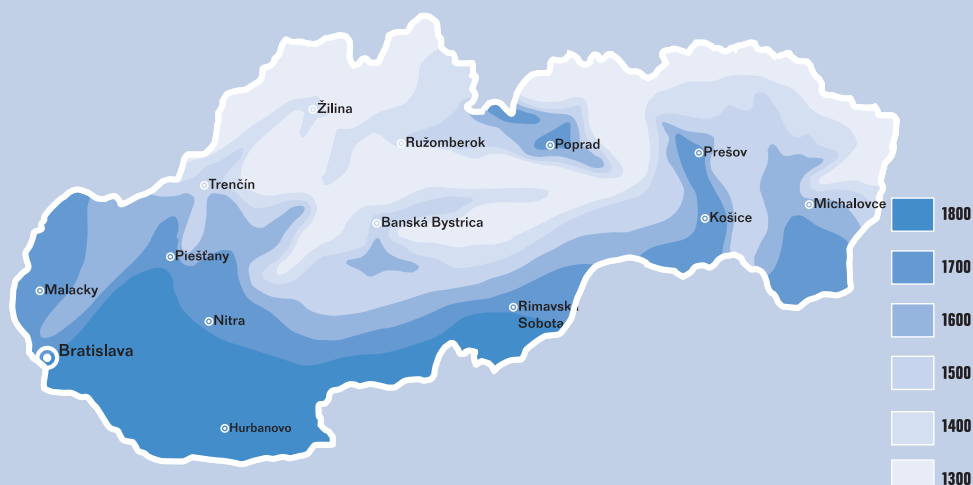 Žilina
Ružomberok
Poprad
Prešov
Trenčín
Michalovce
Banská Bystrica
Košice
Piešťany
Malacky
Rimavská
Sobota
Nitra
Bratislava
Hurbanovo
1800
1700
1600
1500
1400
1300